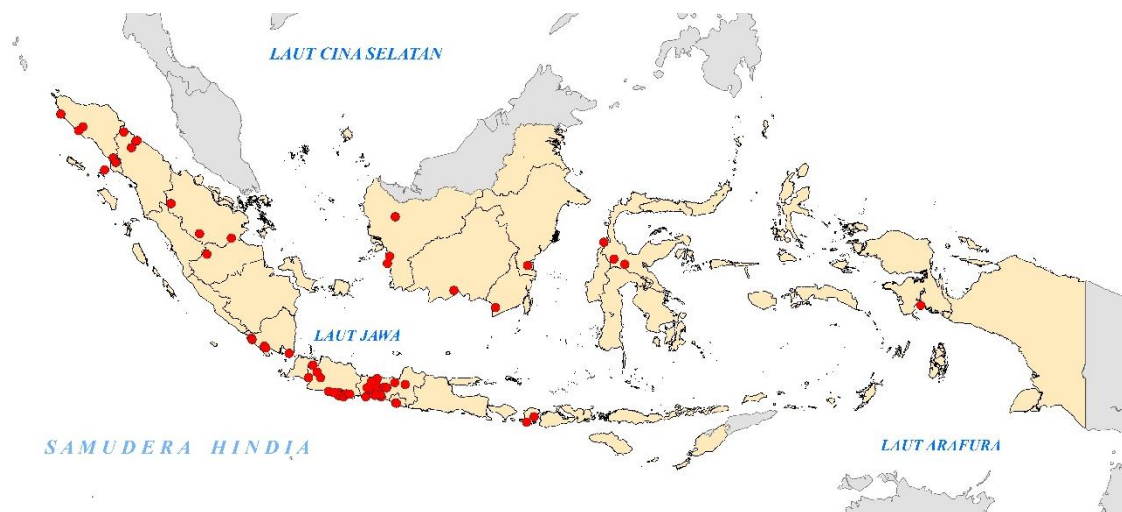 LAUT CINA SELATAN
LAUT JAWA
SAMUDERA HINDIA
LAUT ARAFURA